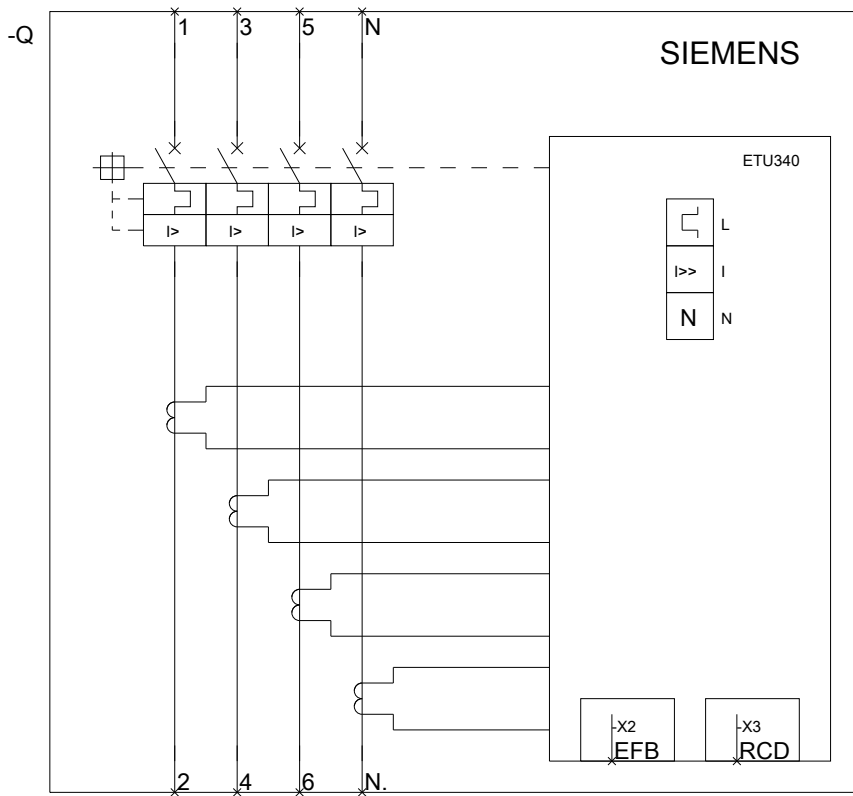 1 3 5 N
-Q
SIEMENS
ETU340
L
I> I> I> I>
I>> I
N N
-X2 -X3
EFB RCD
2 4 6 N.